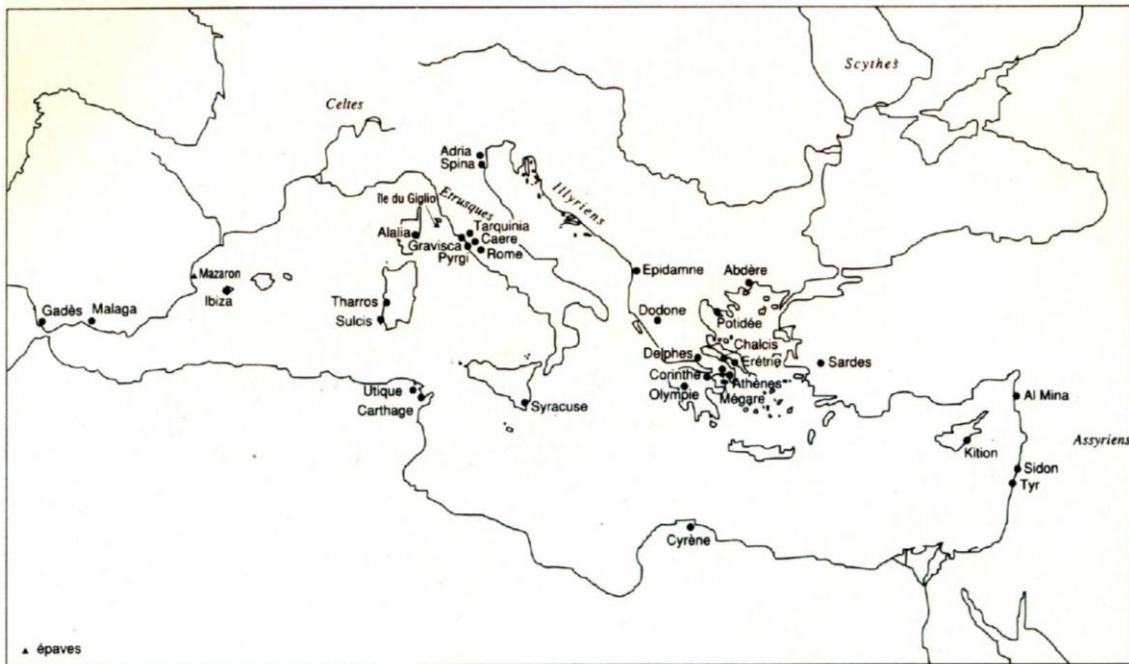 Scythes
Celtes
Adria
Spina
Illyriens
île du Giglio
Etrusques
Tarquinia
Alalia
Caere
Gravisca
Rome
Pyrgi
Mazaron
Epidamne
Abdère
Ibiza
Tharros
Dodone
Gadès
Malaga
Potidée
Sulcis
Chalcis
Delphes
Erétrie
Sardes
Corinthe
Athènes
Utique
Olympie
Mégare
Al Mina
Carthage
Syracuse
Assyriens
Kition
Sidon
Tyr
Cyrène
▲ épaves